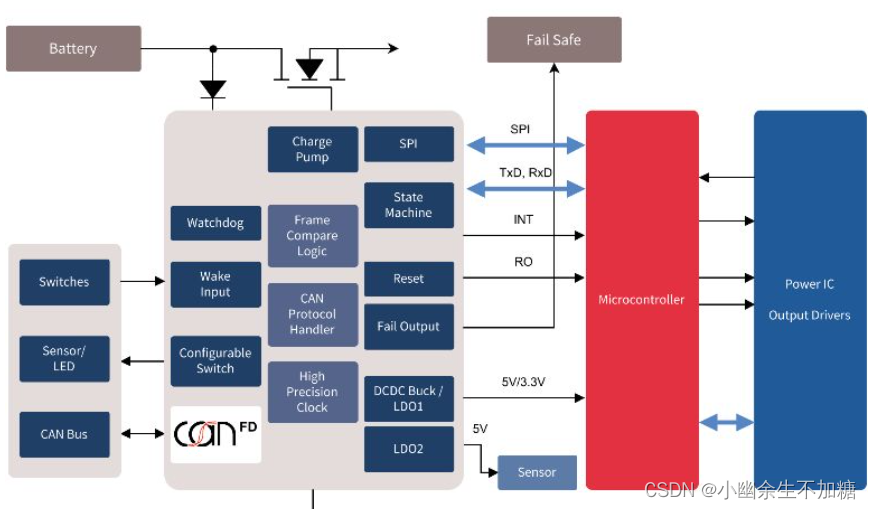 Battery
Fail Safe
Charge
Pump
SPI
SPI
TxD, RxD
State
Machine
Watchdog
Frame
Compare
Logic
INT
RO
Switches
Wake
Input
Reset
CAN
Protocol
Handler
Fail Output
Microcontroller
Power IC
Output Drivers
Sensor/
LED
Configurable
Switch
High
Precision
Clock
DCDC Buck /
LDO1
5V/3.3V
CAN Bus
CAN FD
LDO2
5V
Sensor
CSDN @小幽余生不加糖